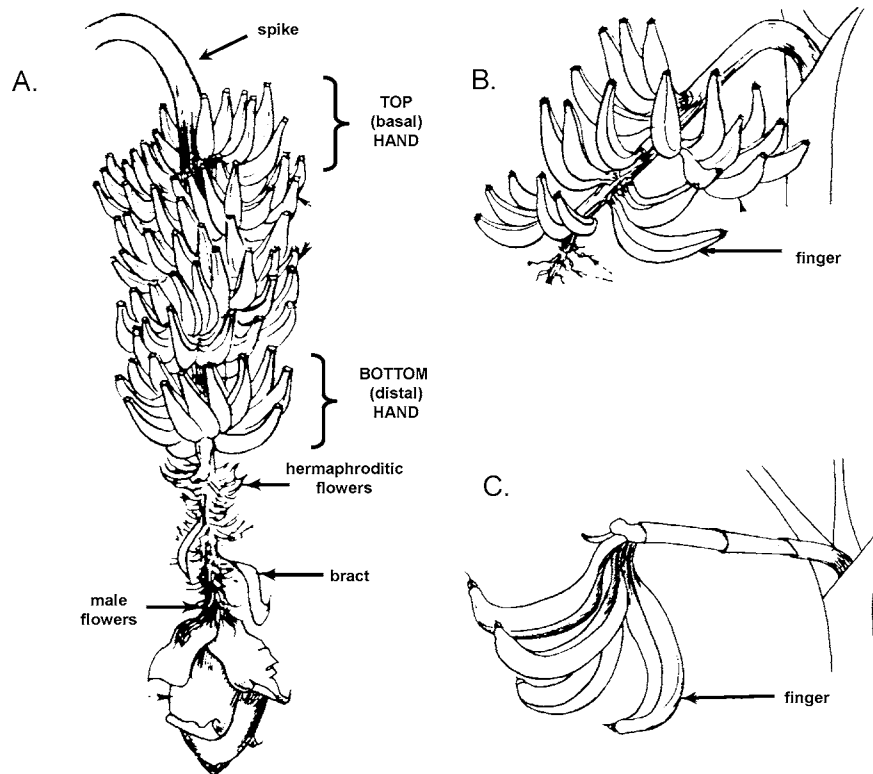 A.
spike
TOP
(basal)
HAND
BOTTOM
(distal)
HAND
hermaphroditic
flowers
bract
male
flowers
B.
finger
C.
finger